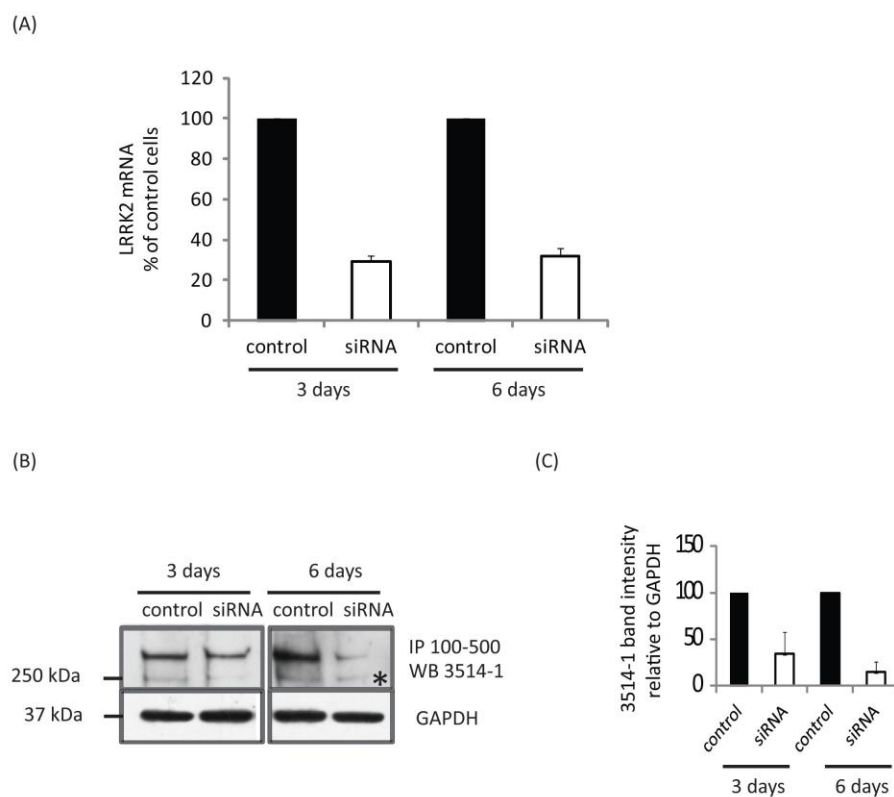 (A)
LRRK2 mRNA
% of control cells
120
100
80
60
40
20
0
control siRNA control siRNA
3 days 6 days
(B)
3 days 6 days
control siRNA control siRNA
250 kDa
IP 100-500
WB 3514-1
*
37 kDa
GAPDH
(C)
3514-1 band intensity
relative to GAPDH
150
100
50
0
control siRNA control siRNA
3 days 6 days